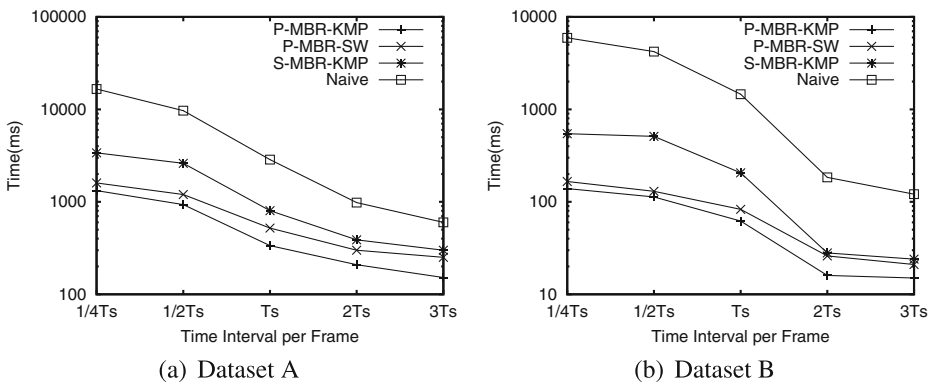 100000
10000
1000
100
Time(ms)
P-MBR-KMP
P-MBR-SW
S-MBR-KMP
Naive
1/4Ts 1/2Ts Ts 2Ts 3Ts
Time Interval per Frame
(a) Dataset A
10000
1000
100
10
Time(ms)
P-MBR-KMP
P-MBR-SW
S-MBR-KMP
Naive
1/4Ts 1/2Ts Ts 2Ts 3Ts
Time Interval per Frame
(b) Dataset B